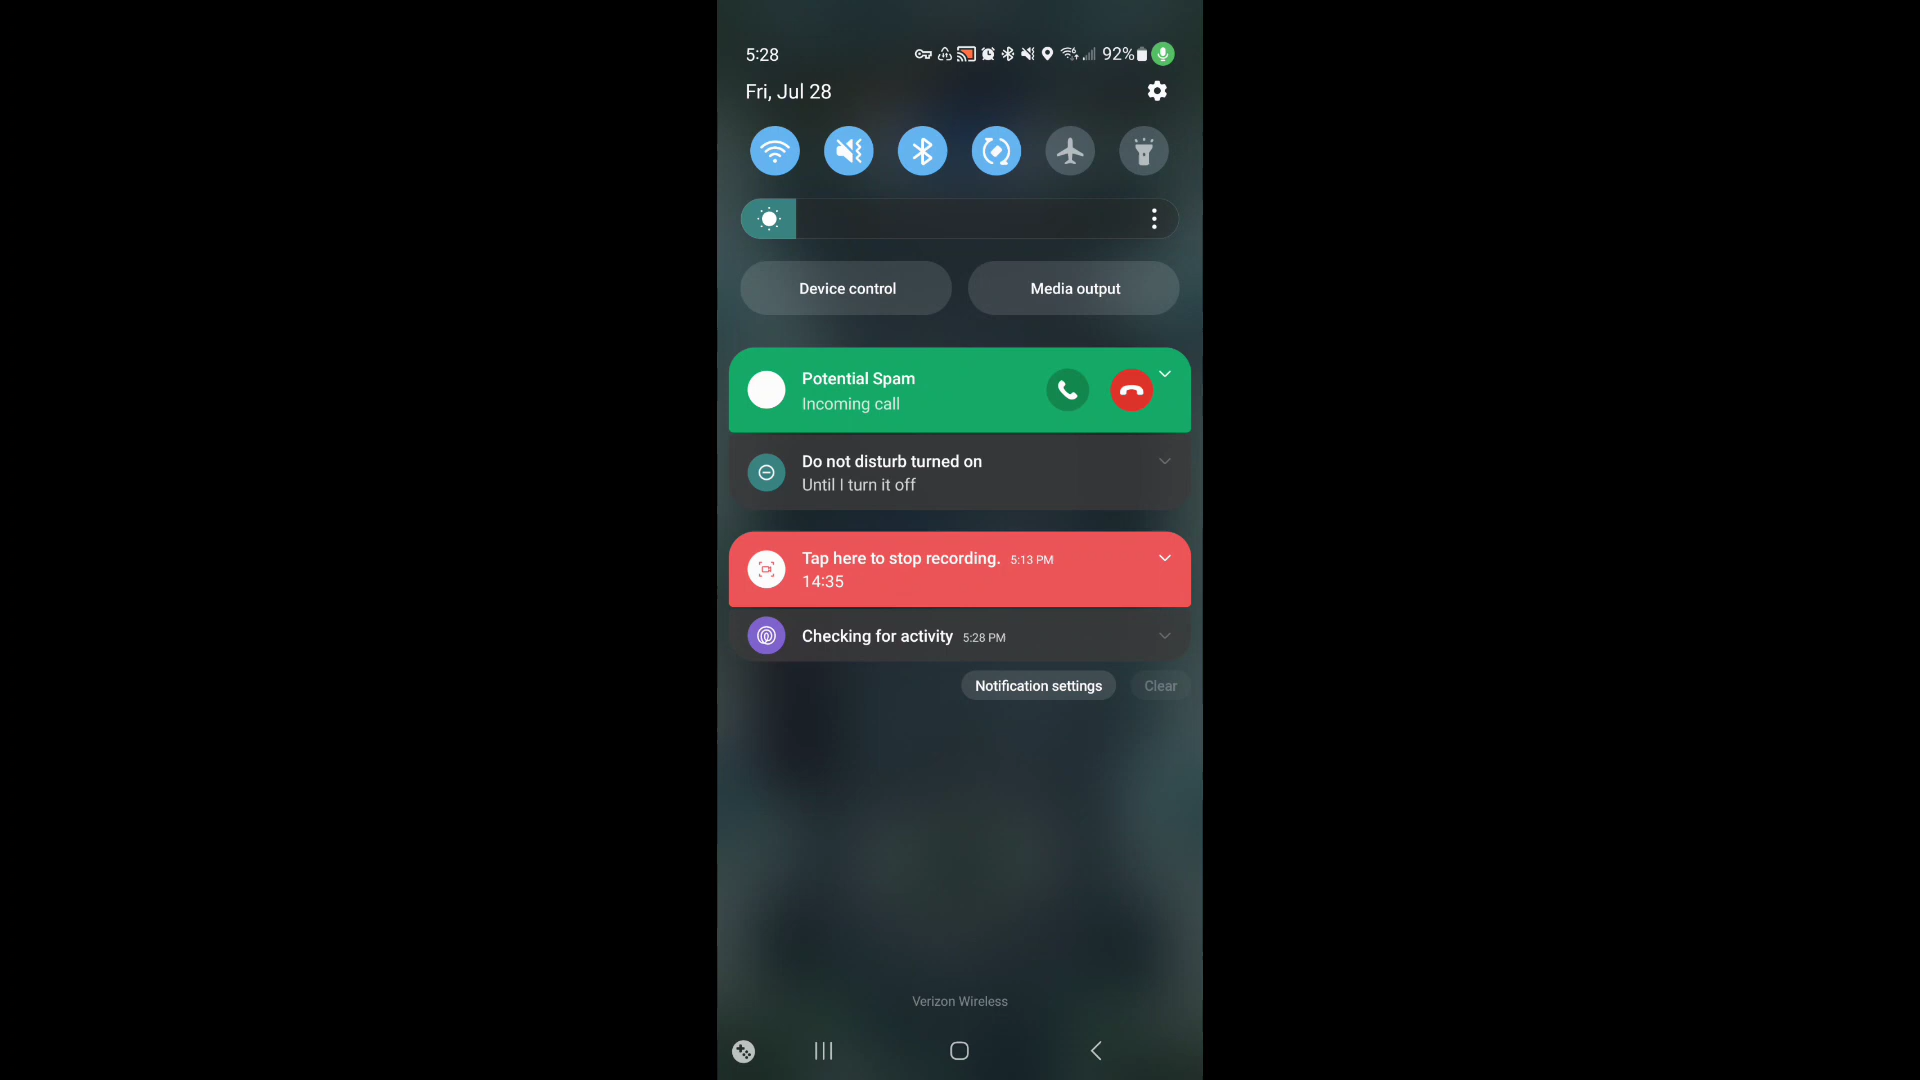 5:28
92%
Fri, Jul 28
Device control
Media output
Potential Spam
Incoming call
Do not disturb turned on
Until I turn it off
Tap here to stop recording. 5:13 PM
14:35
Checking for activity 5:28 PM
Notification settings
Clear
Verizon Wireless